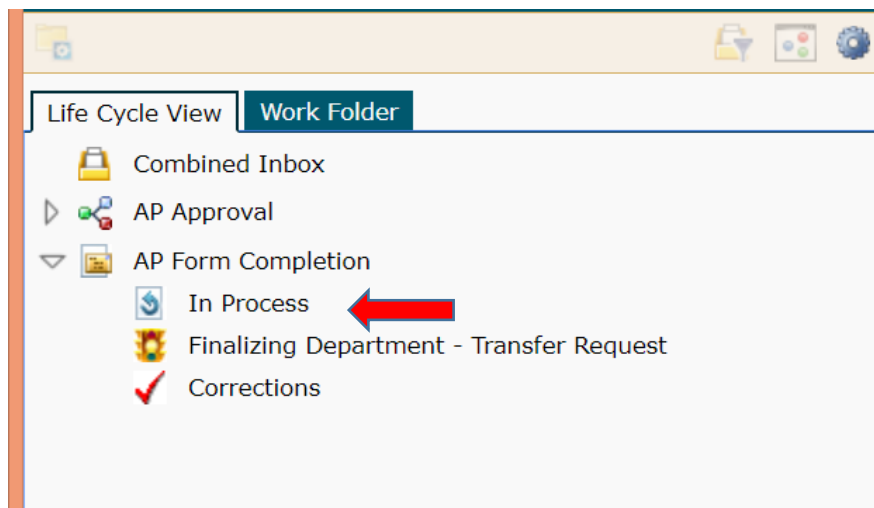 Life Cycle View Work Folder
Combined Inbox
AP Approval
AP Form Completion
In Process
Finalizing Department - Transfer Request
Corrections